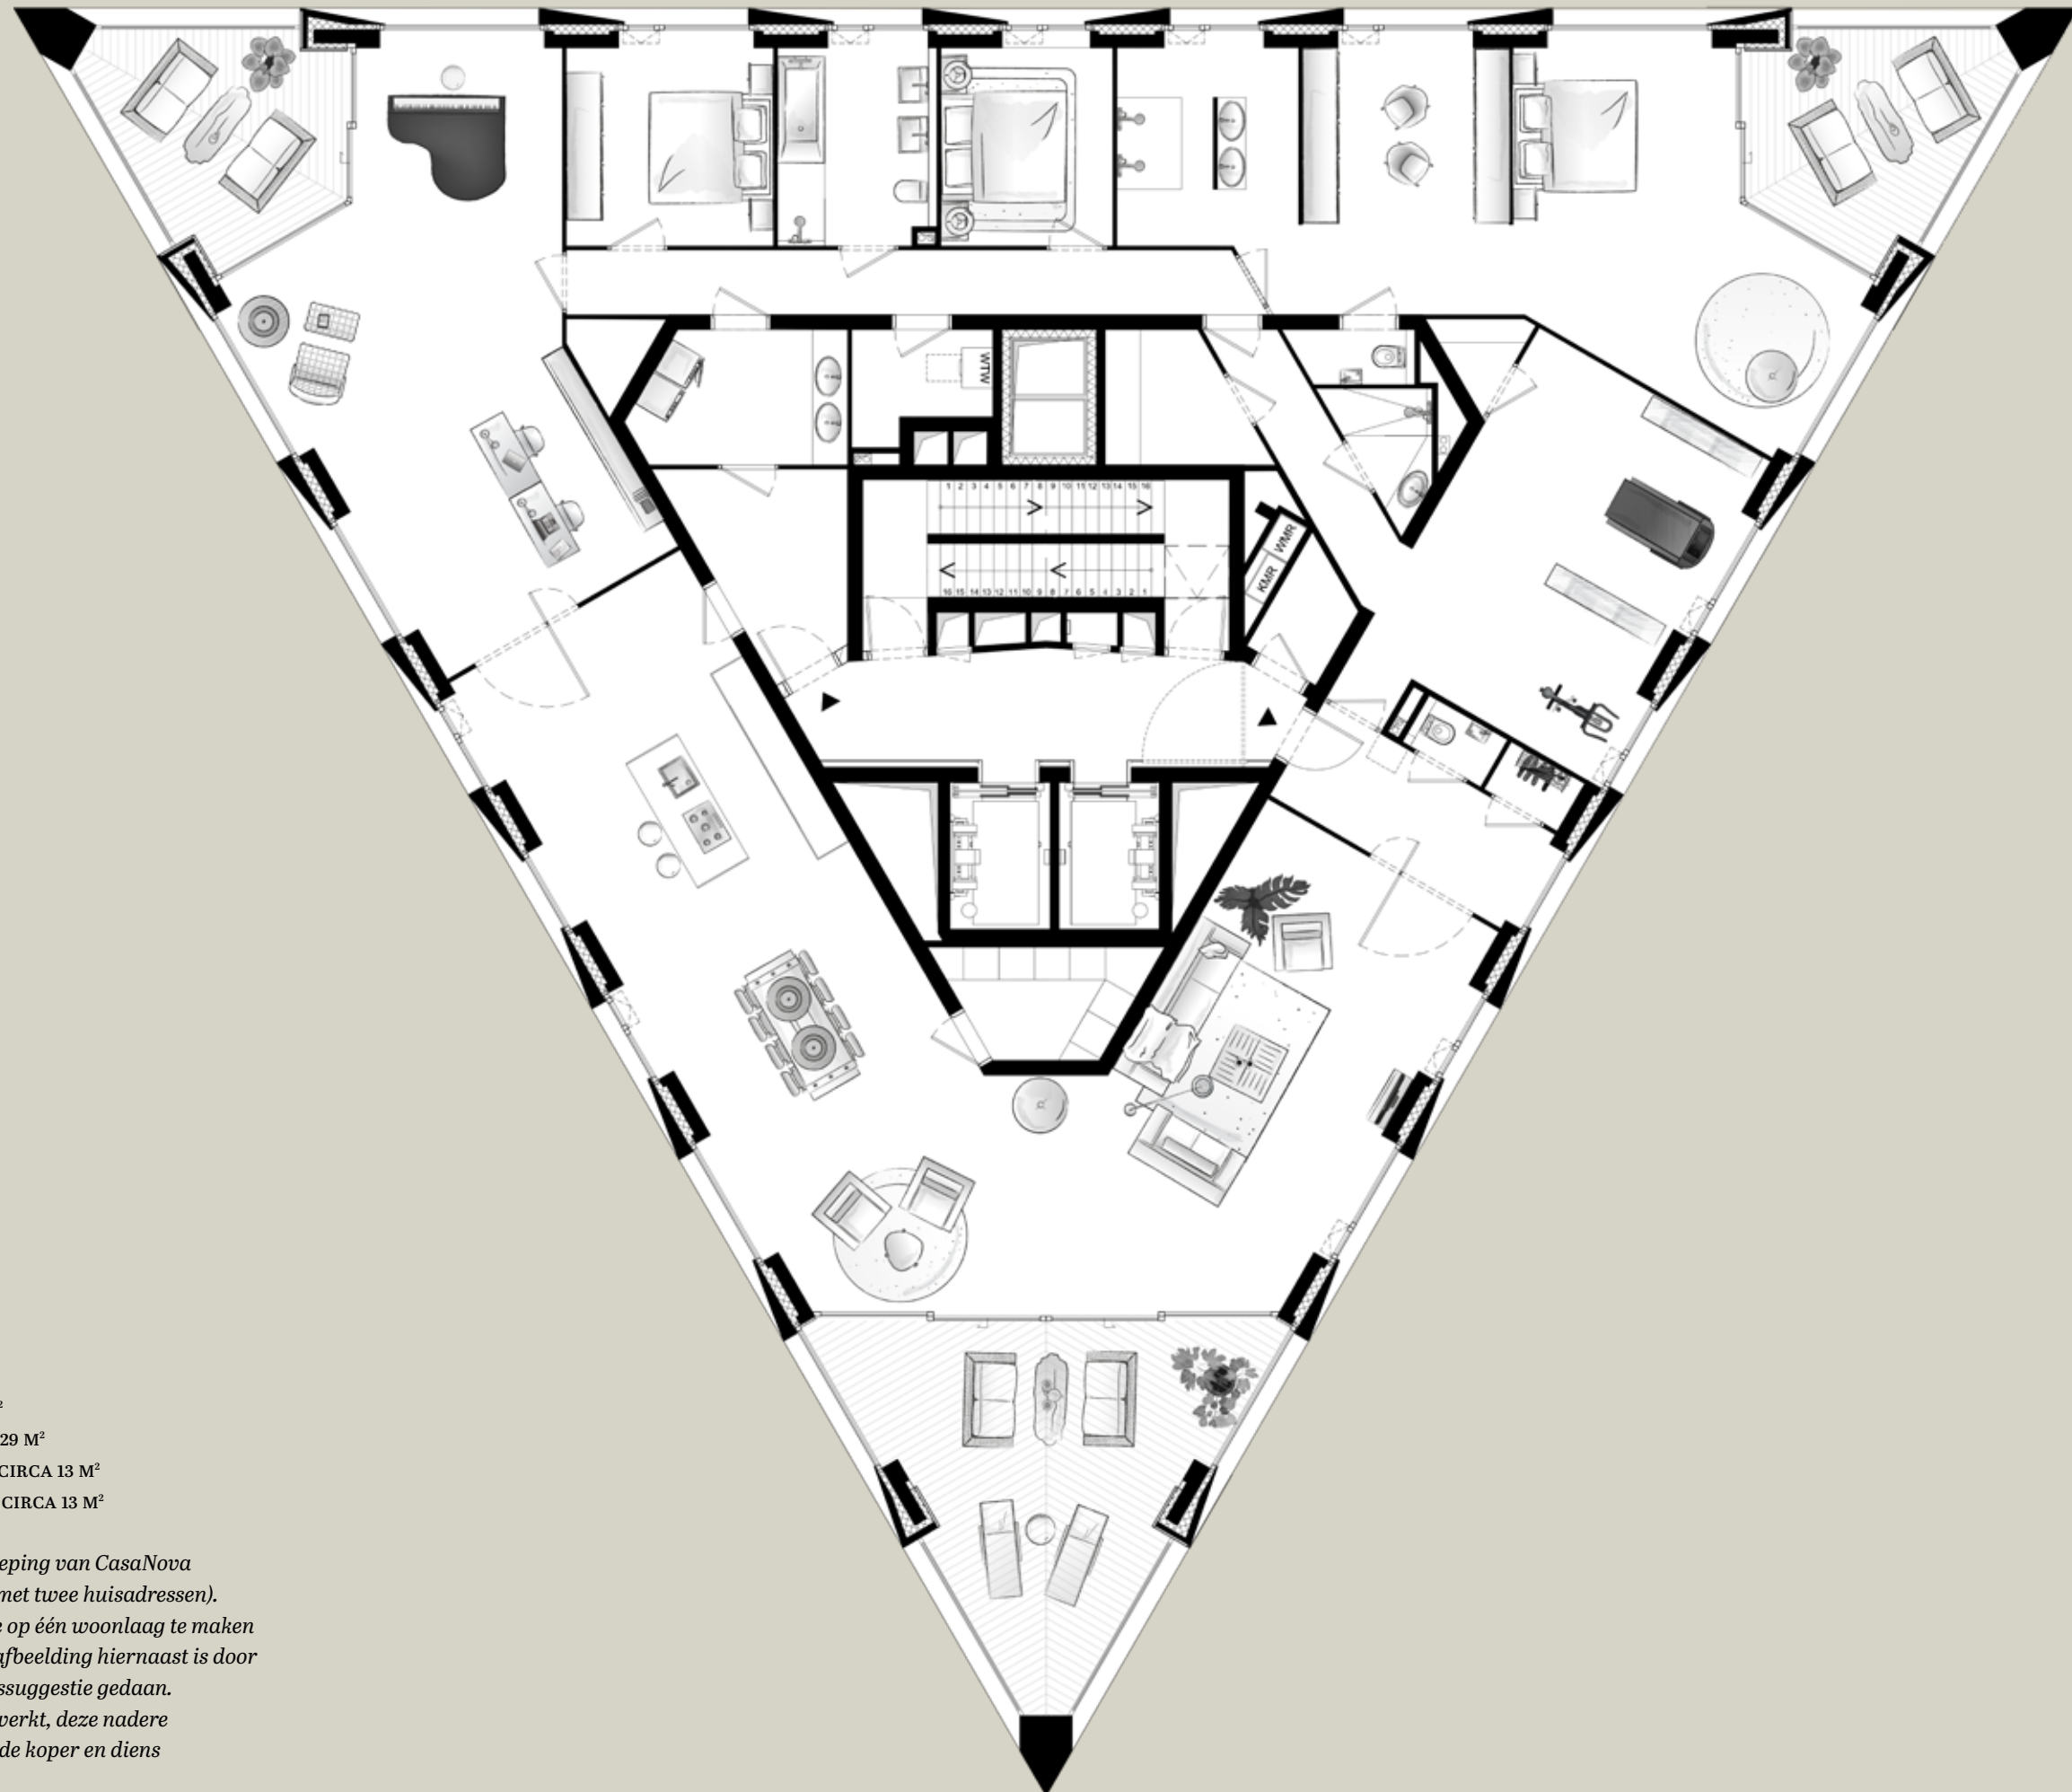 WTW
1 2 3 4 5 6 7 8 9 10 11 12 13 14 15 16
16 15 14 13 12 11 10 9 8 7 6 5 4 3 2 1
WMR
KMR
²
29 M²
CIRCA 13 M²
CIRCA 13 M²
eping van CasaNova
met twee huisadressen).
e op één woonlaag te maken
afbeelding hiernaast is door
ssuggestie gedaan.
verkt, deze nadere
de koper en diens